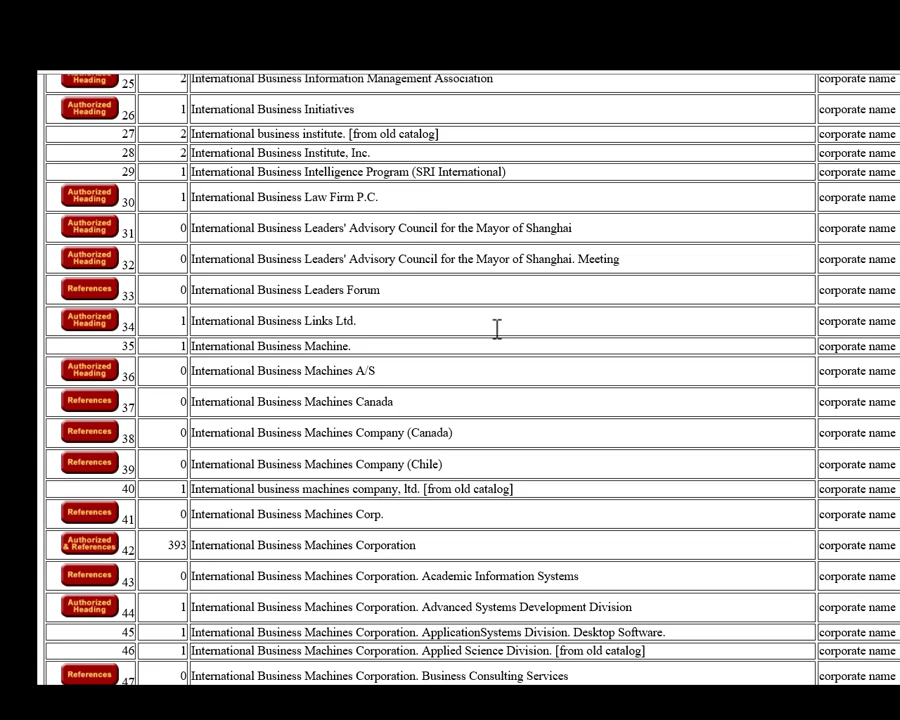 Heading 25 2 International Business Information Management Association corporate name
Authorized Heading 26 1 International Business Initiatives corporate name
27 2 International business institute. [from old catalog] corporate name
28 2 International Business Institute, Inc. corporate name
29 1 International Business Intelligence Program (SRI International) corporate name
Authorized Heading 30 1 International Business Law Firm P.C. corporate name
Authorized Heading 31 0 International Business Leaders' Advisory Council for the Mayor of Shanghai corporate name
Authorized Heading 32 0 International Business Leaders' Advisory Council for the Mayor of Shanghai. Meeting corporate name
References 33 0 International Business Leaders Forum corporate name
Authorized Heading 34 1 International Business Links Ltd. corporate name
35 1 International Business Machine. corporate name
Authorized Heading 36 0 International Business Machines A/S corporate name
References 37 0 International Business Machines Canada corporate name
References 38 0 International Business Machines Company (Canada) corporate name
References 39 0 International Business Machines Company (Chile) corporate name
40 1 International business machines company, ltd. [from old catalog] corporate name
References 41 0 International Business Machines Corp. corporate name
Authorized & References 42 393 International Business Machines Corporation corporate name
References 43 0 International Business Machines Corporation. Academic Information Systems corporate name
Authorized Heading 44 1 International Business Machines Corporation. Advanced Systems Development Division corporate name
45 1 International Business Machines Corporation. ApplicationSystems Division. Desktop Software. corporate name
46 1 International Business Machines Corporation. Applied Science Division. [from old catalog] corporate name
References 47 0 International Business Machines Corporation. Business Consulting Services corporate name